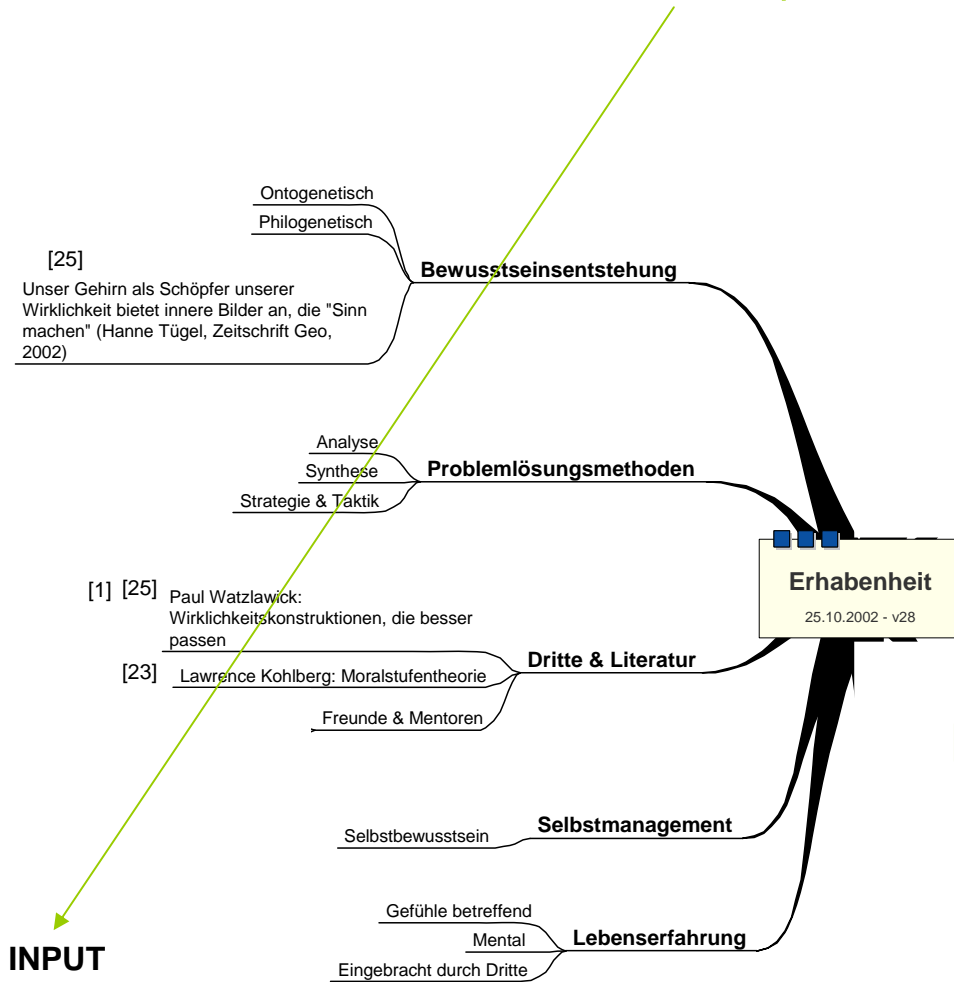 Ontogenetisch
Philogenetisch
Bewusstseinsentstehung
[25]
Unser Gehirn als Schöpfer unserer
Wirklichkeit bietet innere Bilder an, die "Sinn
machen" (Hanne Tügel, Zeitschrift Geo,
2002)
Analyse
Synthese
Strategie & Taktik
Problemlösungsmethoden
Erhabenheit
25.10.2002 - v28
[1] [25]
Paul Watzlawick:
Wirklichkeitskonstruktionen, die besser
passen
[23] Lawrence Kohlberg: Moralstufentheorie
Freunde & Mentoren
Dritte & Literatur
Selbstbewusstsein
Selbstmanagement
Gefühle betreffend
Mental
Eingebracht durch Dritte
Lebenserfahrung
INPUT